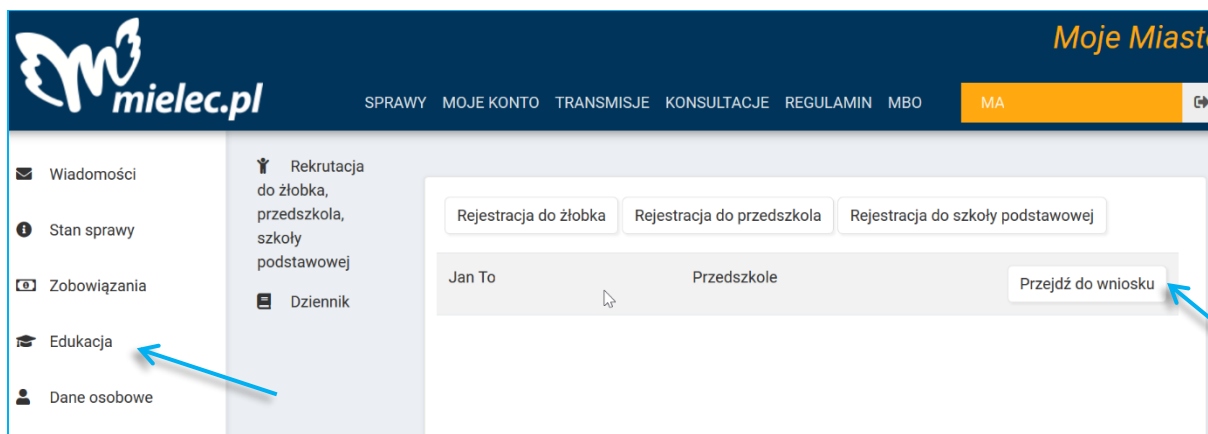 Moje Miasto
mielec.pl
SPRAWY MOJE KONTO TRANSMISJE KONSULTACJE REGULAMIN MBO MA
Wiadomości
Stan sprawy
Zobowiązania
Edukacja
Dane osobowe
Rekrutacja
do żłobka,
przedszkola,
szkoły
podstawowej
Dziennik
Rejestracja do żłobka Rejestracja do przedszkola Rejestracja do szkoły podstawowej
Jan To Przedszkole Przejdź do wniosku